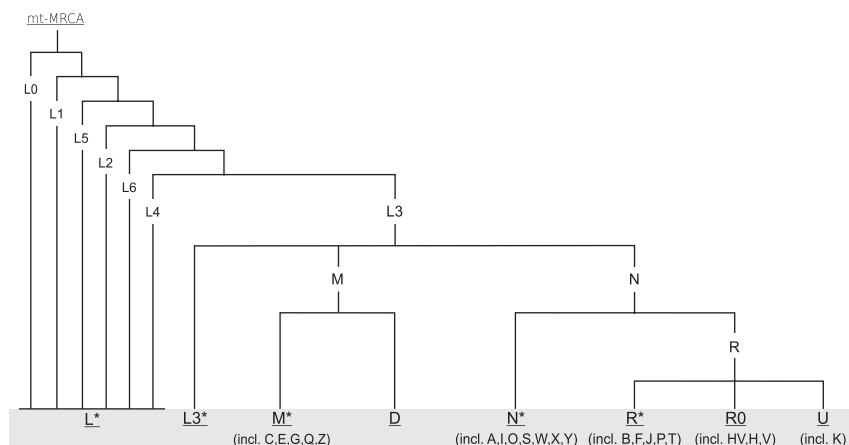 mt-MRCA
L0
L1
L5
L2
L6
L4
L3
M
N
R
L*
L3*
M*
D
N*
R*
R0
U
(incl. C,E,G,Q,Z)
(incl. A,I,O,S,W,X,Y)
(incl. B,F,J,P,T)
(incl. HV,H,V)
(incl. K)